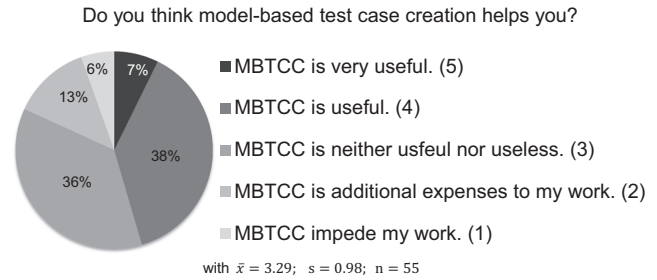 Do you think model-based test case creation helps you?
6%
7%
13%
38%
36%
MBTCC is very useful. (5)
MBTCC is useful. (4)
MBTCC is neither usfeul nor useless. (3)
MBTCC is additional expenses to my work. (2)
MBTCC impede my work. (1)
with x̄ = 3.29; s = 0.98; n = 55